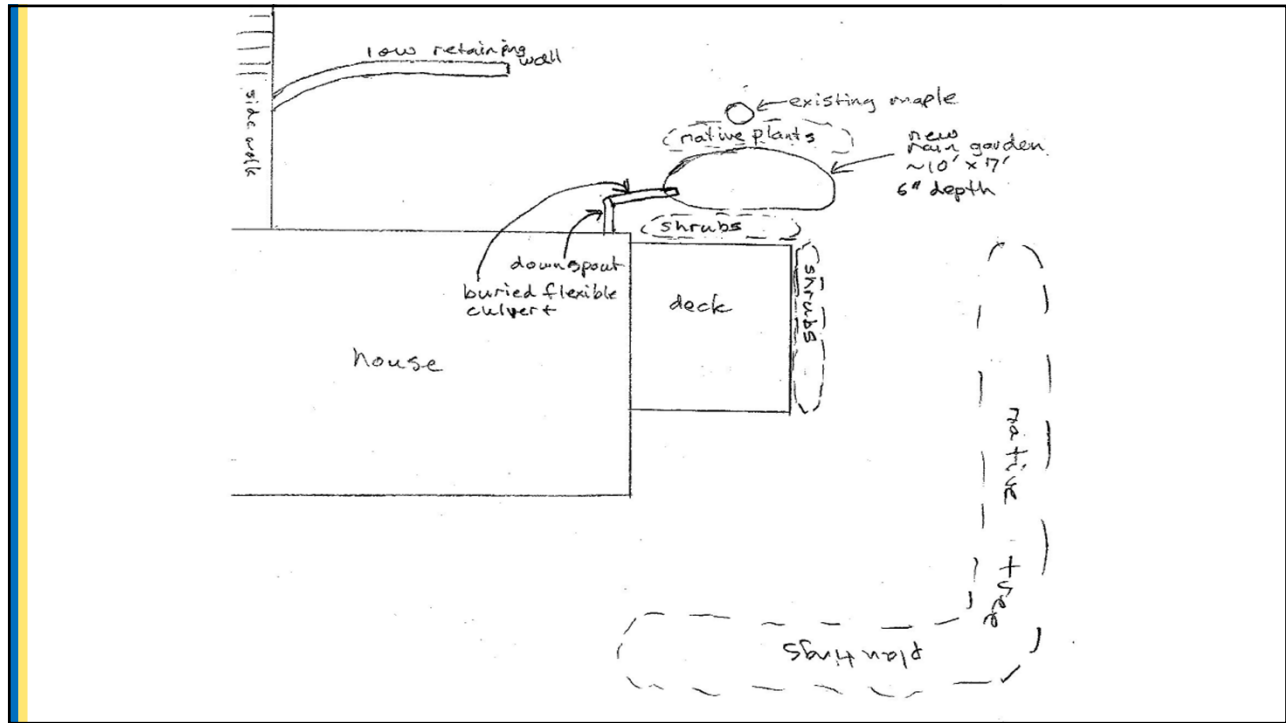 low retaining
wall
side walk
existing maple
native plants
new
rain garden
~10' x 17'
6" depth
shrubs
downspout
buried flexible
culvert
deck
shrubs
house
native tree
plantings